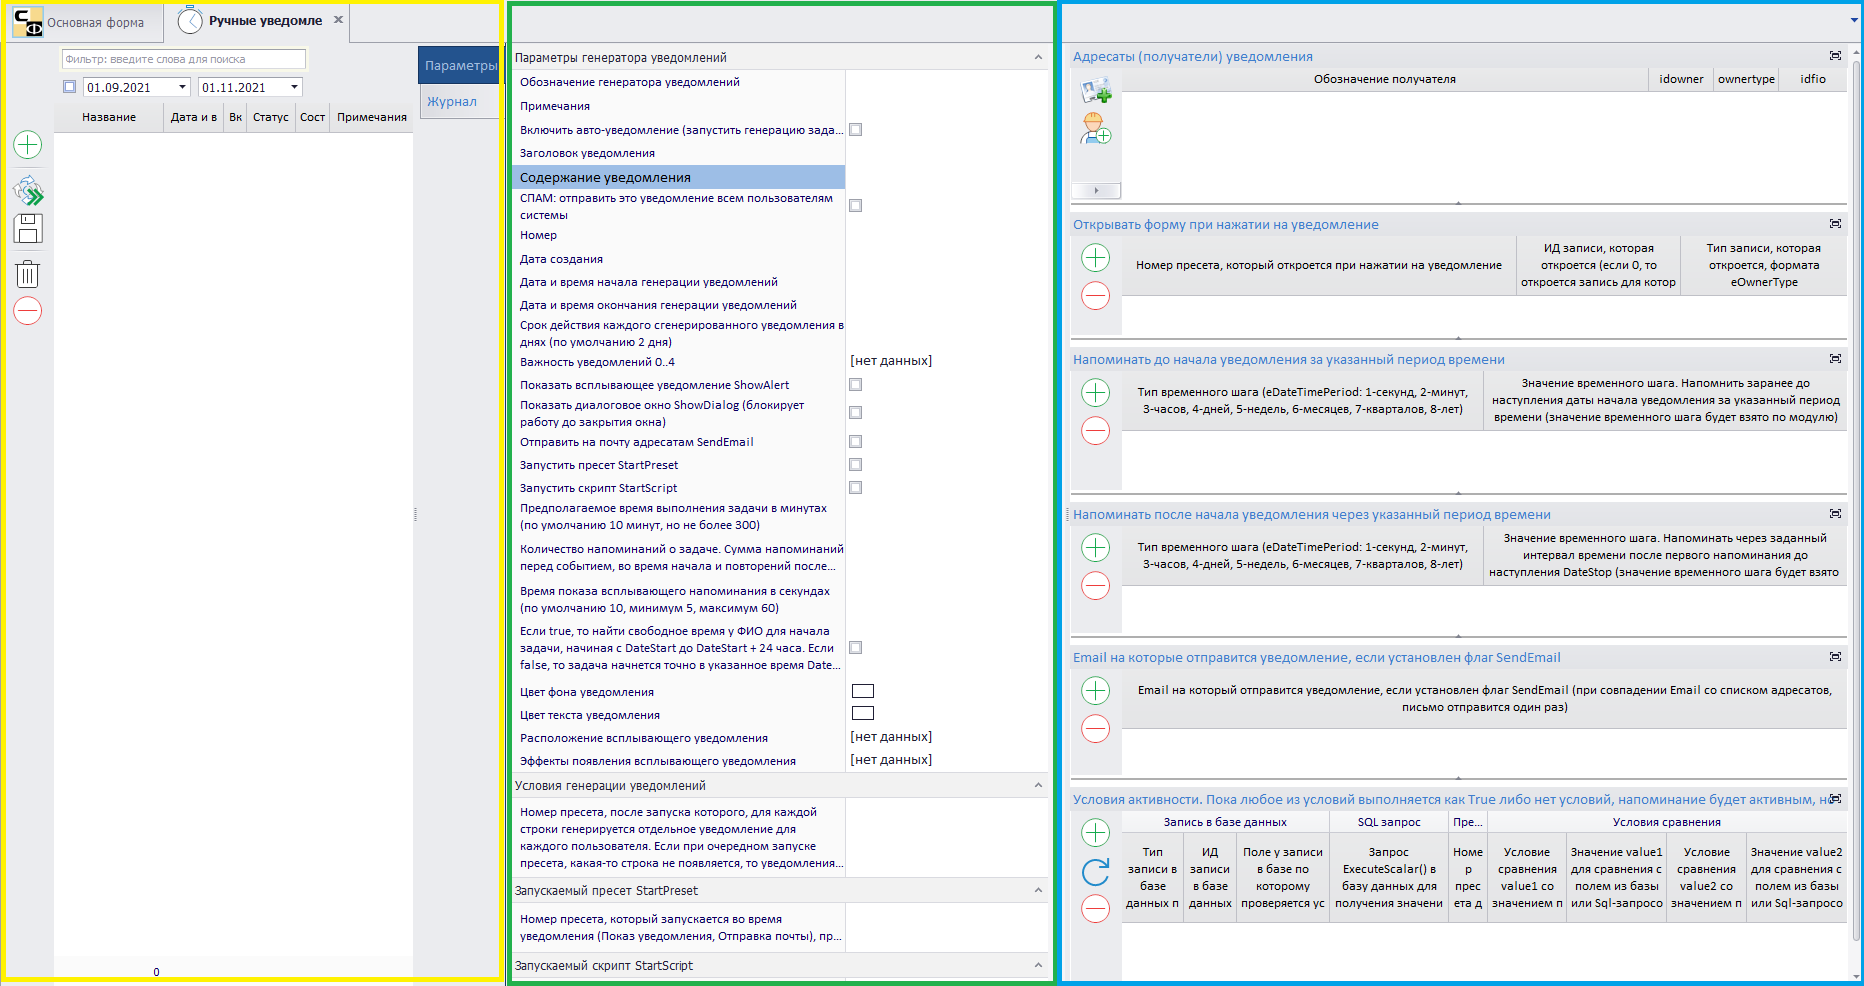 СФ
Основная форма
Ручные уведомле
Фильтр: введите слова для поиска
01.09.2021
01.11.2021
Название
Дата и в
Вк
Статус
Сост
Примечания
0
Параметры
Журнал
Параметры генератора уведомлений
Обозначение генератора уведомлений
Примечания
Включить авто-уведомление (запустить генерацию зада...
Заголовок уведомления
Содержание уведомления
СПАМ: отправить это уведомление всем пользователям
системы
Номер
Дата создания
Дата и время начала генерации уведомлений
Дата и время окончания генерации уведомлений
Срок действия каждого сгенерированного уведомления в
днях (по умолчанию 2 дня)
Важность уведомлений 0..4
[нет данных]
Показать всплывающее уведомление ShowAlert
Показать диалоговое окно ShowDialog (блокирует
работу до закрытия окна)
Отправить на почту адресатам SendEmail
Запустить пресет StartPreset
Запустить скрипт StartScript
Предполагаемое время выполнения задачи в минутах
(по умолчанию 10 минут, но не более 300)
Количество напоминаний о задаче. Сумма напоминаний
перед событием, во время начала и повторений после...
Время показа всплывающего напоминания в секундах
(по умолчанию 10, минимум 5, максимум 60)
Если true, то найти свободное время у ФИО для начала
задачи, начиная с DateStart до DateStart + 24 часа. Если
false, то задача начнется точно в указанное время Date...
Цвет фона уведомления
Цвет текста уведомления
Расположение всплывающего уведомления
[нет данных]
Эффекты появления всплывающего уведомления
[нет данных]
Условия генерации уведомлений
Номер пресета, после запуска которого, для каждой
строки генерируется отдельное уведомление для
каждого пользователя. Если при очередном запуске
пресета, какая-то строка не появляется, то уведомления...
Запускаемый пресет StartPreset
Номер пресета, который запускается во время
уведомления (Показ уведомления, Отправка почты), пр...
Запускаемый скрипт StartScript
Адресаты (получатели) уведомления
Обозначение получателя
idowner
ownertype
idfio
Открывать форму при нажатии на уведомление
Номер пресета, который откроется при нажатии на уведомление
ИД записи, которая
откроется (если 0, то
откроется запись для котор
Тип записи, которая
откроется, формата
eOwnerType
Напоминать до начала уведомления за указанный период времени
Тип временного шага (eDateTimePeriod: 1-секунд, 2-минут,
3-часов, 4-дней, 5-недель, 6-месяцев, 7-кварталов, 8-лет)
Значение временного шага. Напомнить заранее до
наступления даты начала уведомления за указанный период
времени (значение временного шага будет взято по модулю)
Напоминать после начала уведомления через указанный период времени
Тип временного шага (eDateTimePeriod: 1-секунд, 2-минут,
3-часов, 4-дней, 5-недель, 6-месяцев, 7-кварталов, 8-лет)
Значение временного шага. Напоминать через заданный
интервал времени после первого напоминания до
наступления DateStop (значение временного шага будет взято
Email на которые отправится уведомление, если установлен флаг SendEmail
Email на который отправится уведомление, если установлен флаг SendEmail (при совпадении Email со списком адресатов,
письмо отправится один раз)
Условия активности. Пока любое из условий выполняется как True либо нет условий, напоминание будет активным, но
Запись в базе данных
SQL запрос
Пре...
Условия сравнения
Тип
записи в
базе
данных п
ИД
записи
в базе
данных
Поле у записи
в базе по
которому
проверяется ус
Запрос
ExecuteScalar() в
базу данных для
получения значени
Номе
р
прес
ета д
Условие
сравнения
value1 со
значением п
Значение value1
для сравнения с
полем из базы
или Sql-запросо
Условие
сравнения
value2 со
значением п
Значение value2
для сравнения с
полем из базы
или Sql-запросо